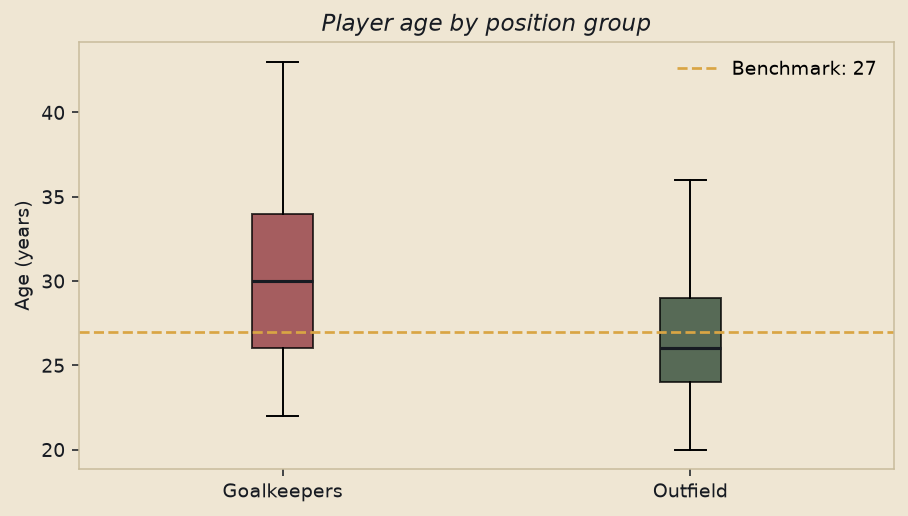 Player age by position group
Benchmark: 27
Age (years)
40
35
30
25
20
Goalkeepers
Outfield